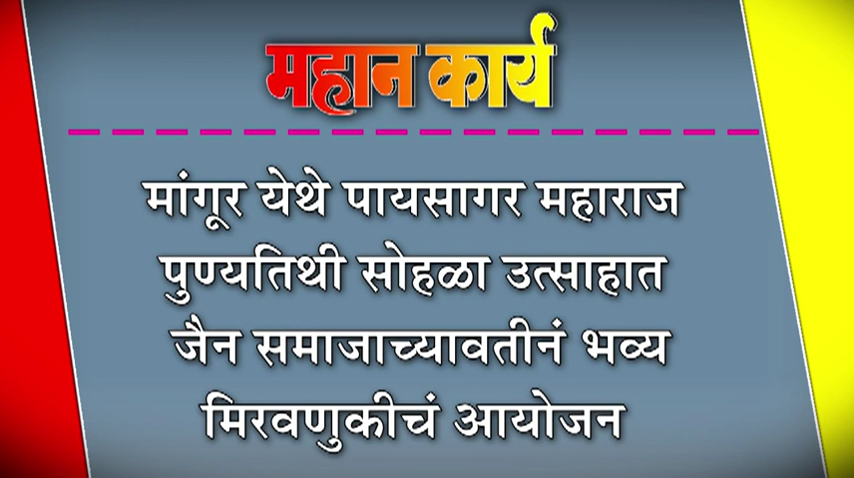 महान कार्य
मांगूर येथे पायसागर महाराज
पुण्यतिथी सोहळा उत्साहात
जैन समाजाच्यावतीनं भव्य
मिरवणुकीचं आयोजन